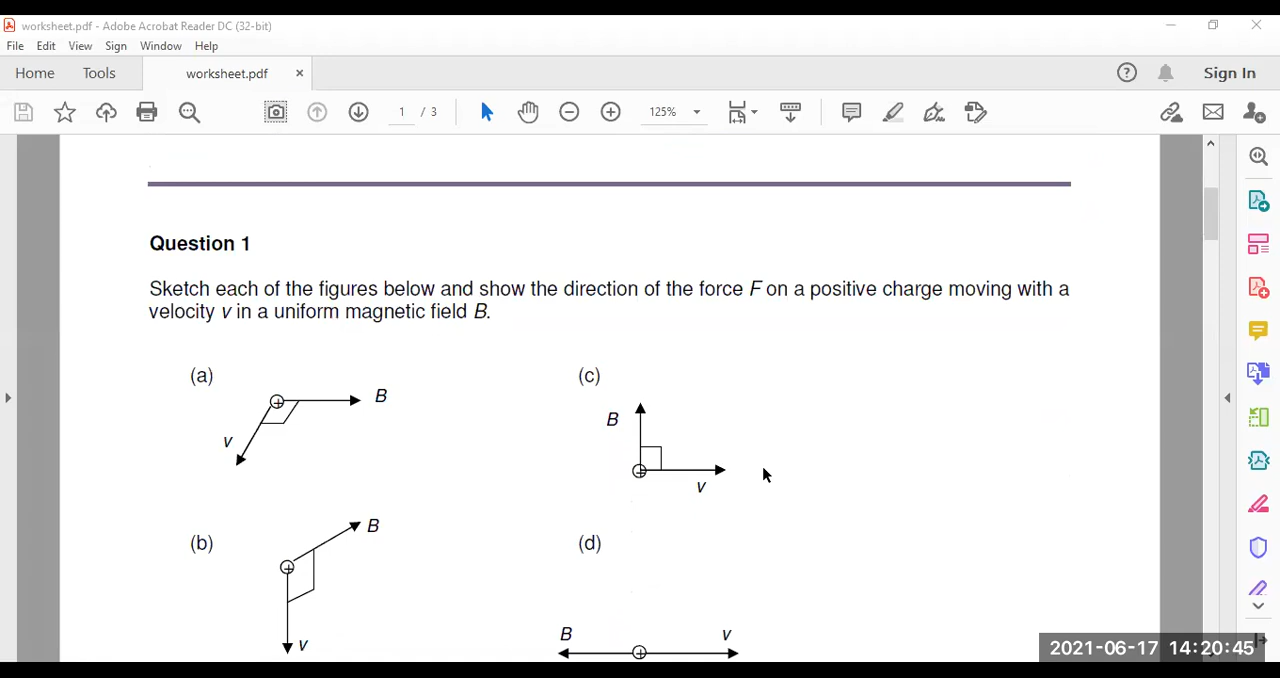 worksheet.pdf - Adobe Acrobat Reader DC (32-bit)
File Edit View Sign Window Help
Home Tools worksheet.pdf × Sign In
1 / 3 125%
Question 1
Sketch each of the figures below and show the direction of the force F on a positive charge moving with a
velocity v in a uniform magnetic field B.
(a) (c)
B
B
v
v
(b) (d)
B
v
B v
2021-06-17 14:20:45